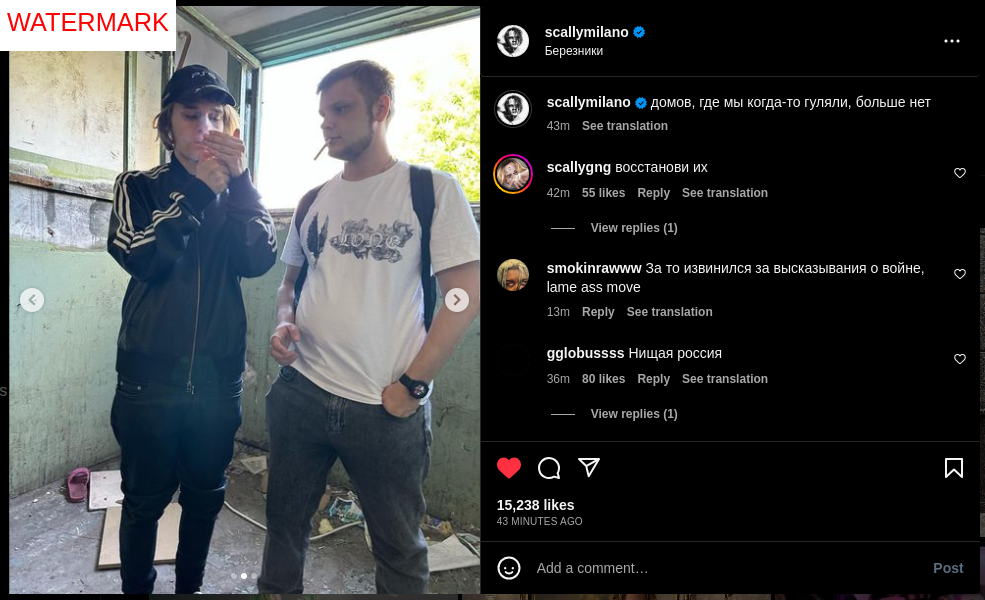 WATERMARK
scallymilano
Березники
scallymilano домов, где мы когда-то гуляли, больше нет
43m See translation
scallygng восстанови их
42m 55 likes Reply See translation
View replies (1)
smokinrawww За то извинился за высказывания о войне,
lame ass move
13m Reply See translation
gglobussss Нищая россия
36m 80 likes Reply See translation
View replies (1)
15,238 likes
43 MINUTES AGO
Add a comment…
Post